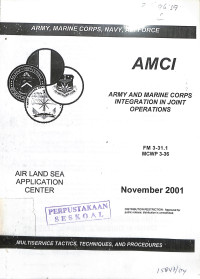 ARMY, MARINE CORPS, NAVY, AIR FORCE
AMCI
ARMY AND MARINE CORPS
INTEGRATION IN JOINT
OPERATIONS
FM 3-31.1
MCWP 3-36
AIR LAND SEA
APPLICATION
CENTER
November 2001
PERPUSTAKAAN
SESKOAL
MULTISERVICE TACTICS, TECHNIQUES, AND PROCEDURES